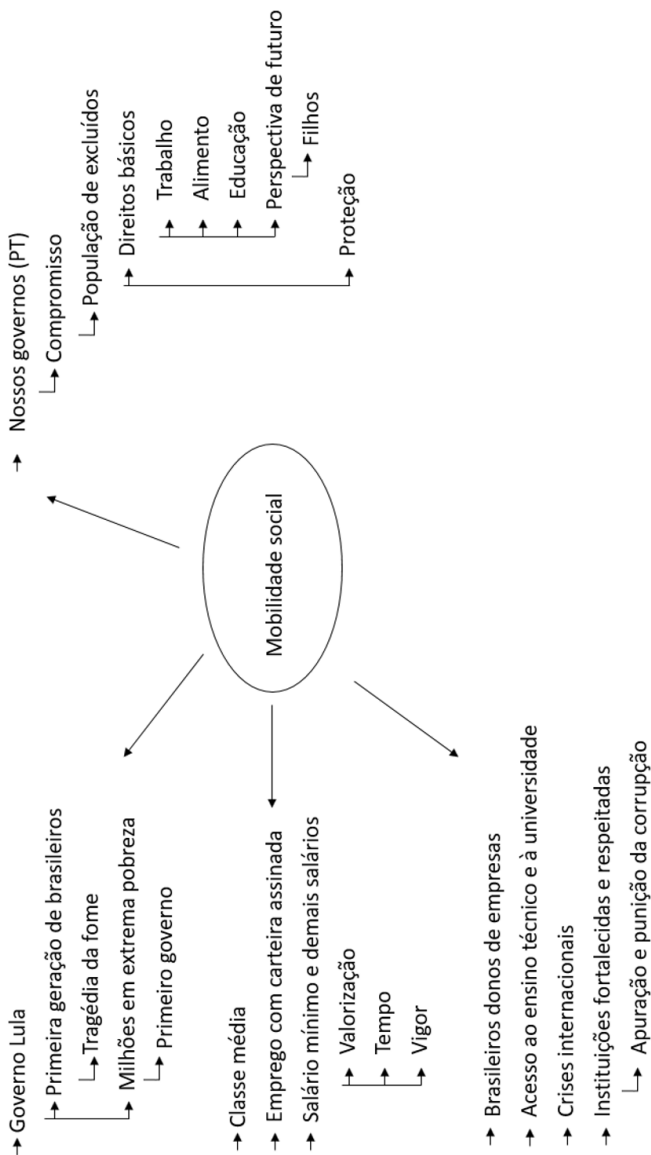 Governo Lula
Primeira geração de brasileiros
Tragédia da fome
Milhões em extrema pobreza
Primeiro governo
Classe média
Emprego com carteira assinada
Salário mínimo e demais salários
Valorização
Tempo
Vigor
Brasileiros donos de empresas
Acesso ao ensino técnico e à universidade
Crises internacionais
Instituições fortalecidas e respeitadas
Apuração e punição da corrupção
Mobilidade social
Nossos governos (PT)
Compromisso
População de excluídos
Direitos básicos
Trabalho
Alimento
Educação
Perspectiva de futuro
Filhos
Proteção